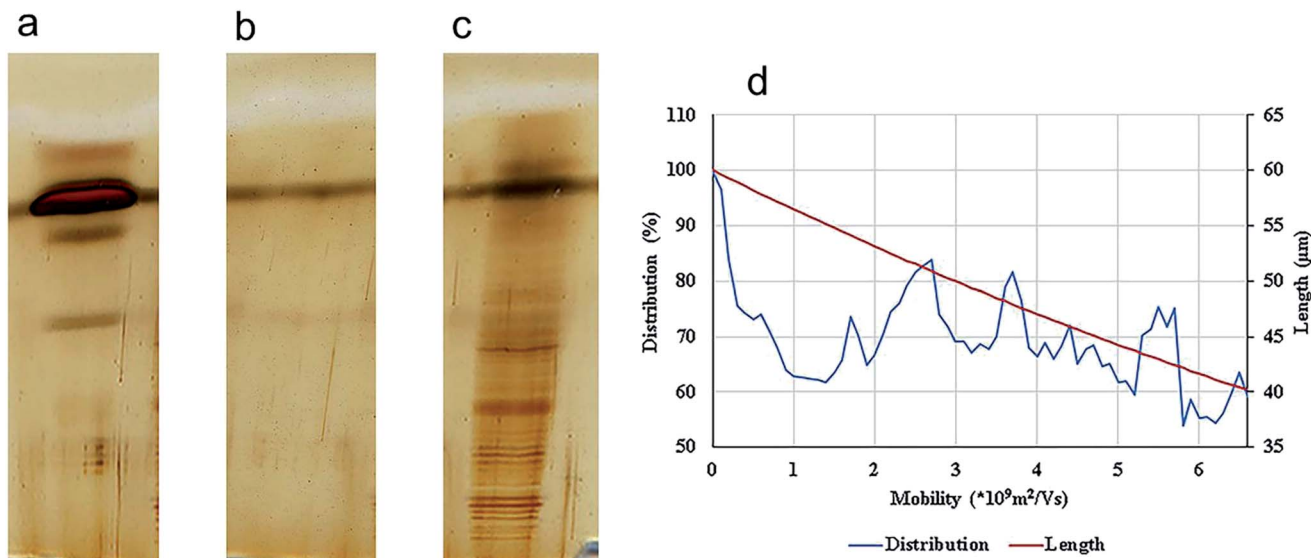 a
b
c
d
110
100
90
80
70
60
50
Distribution (%)
65
60
55
50
45
40
35
Length (µm)
0 1 2 3 4 5 6
Mobility (*10⁹m²/Vs)
Distribution Length